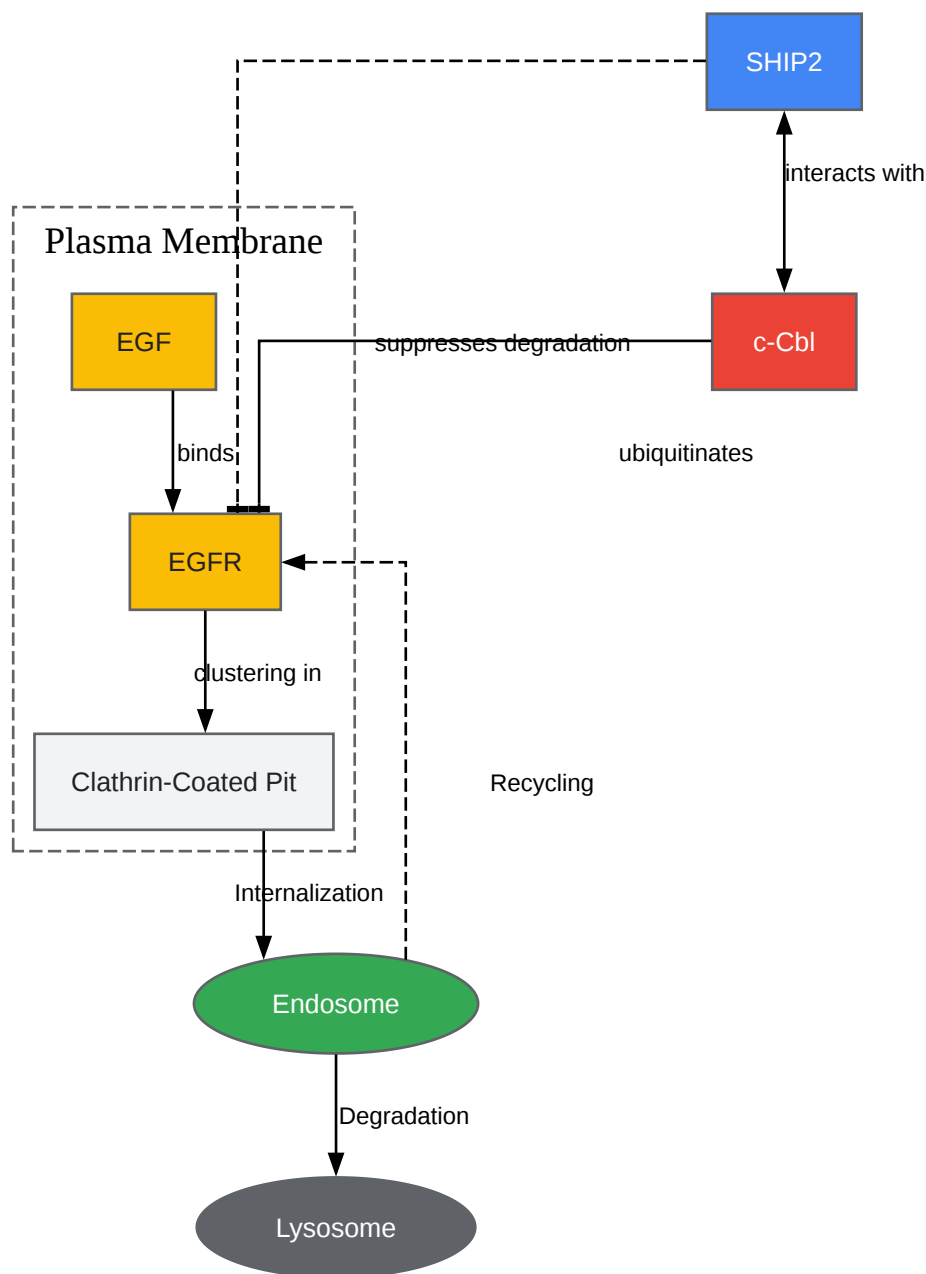 SHIP2
interacts with
Plasma Membrane
EGF
suppresses degradation
c-Cbl
binds
ubiquitinates
EGFR
clustering in
Clathrin-Coated Pit
Recycling
Internalization
Endosome
Degradation
Lysosome